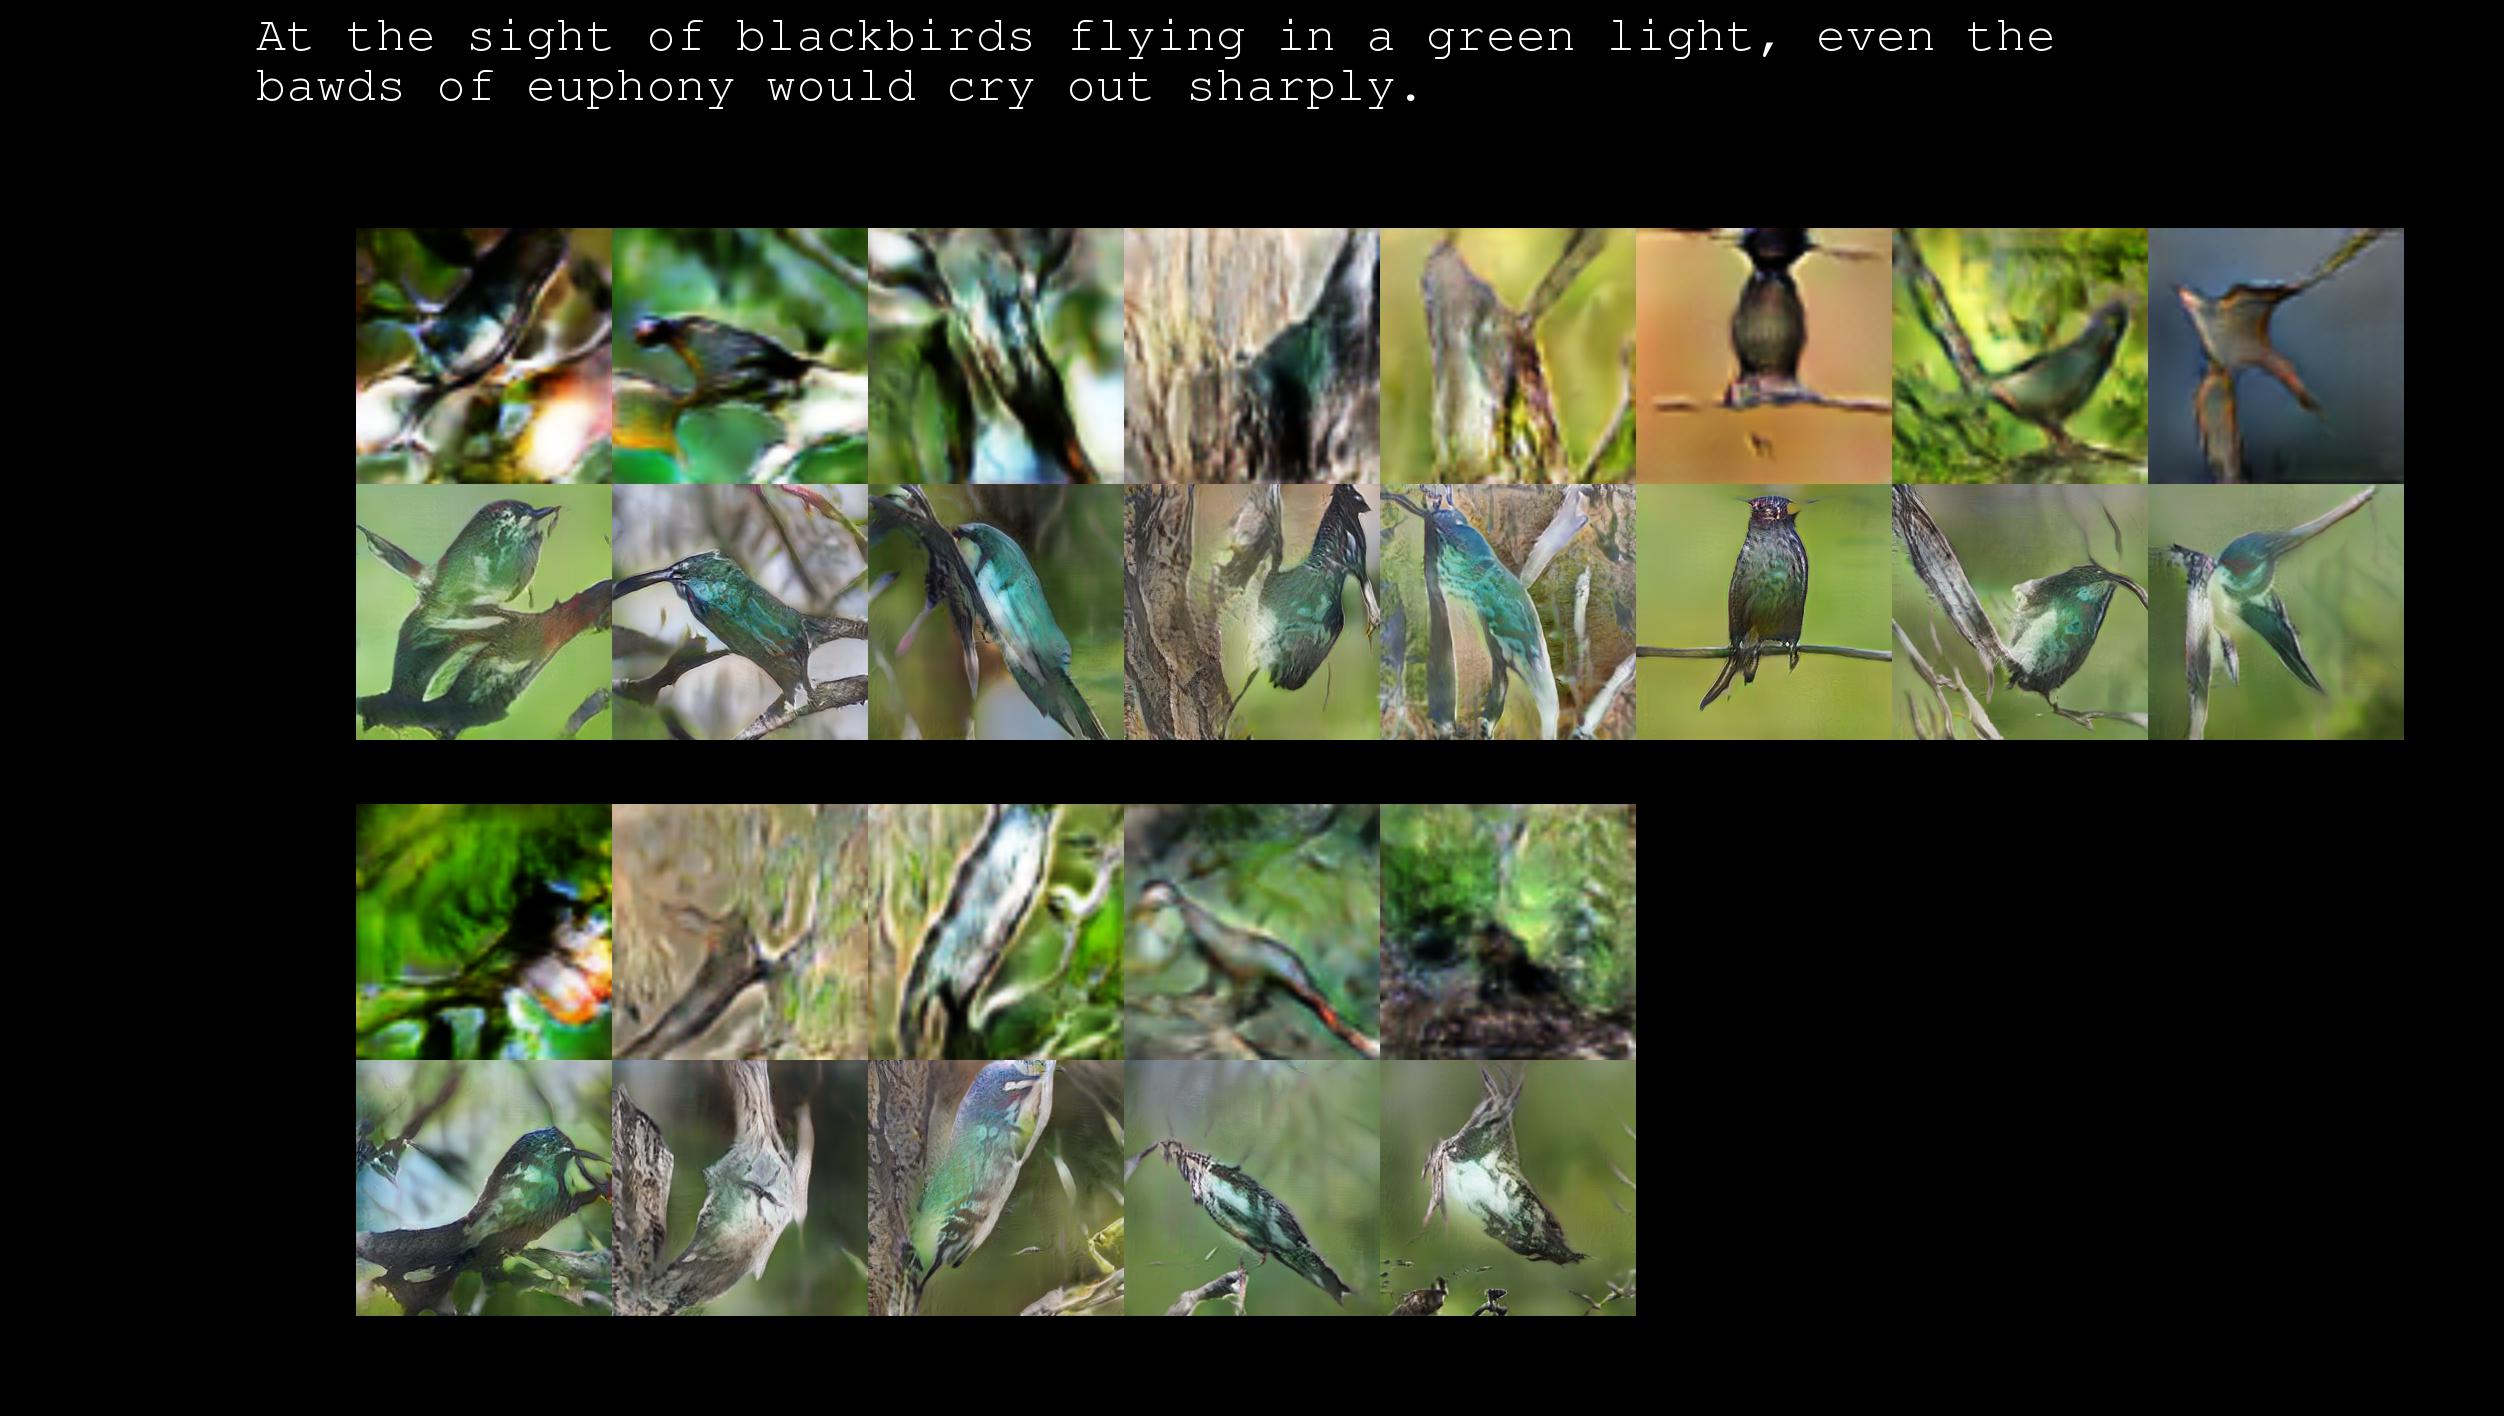 At the sight of blackbirds flying in a green light, even the
bawds of euphony would cry out sharply.